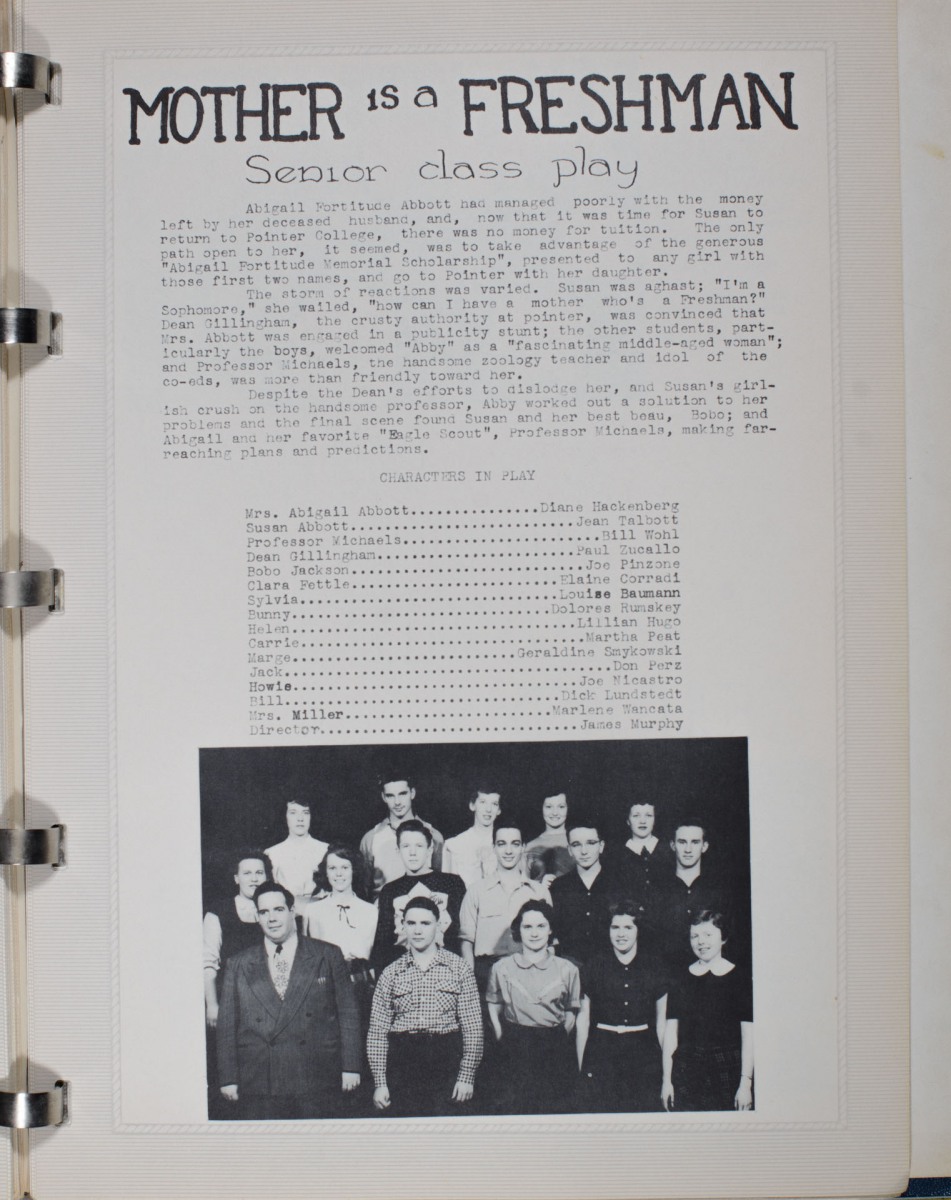 MOTHER IS a FRESHMAN
Senior class play
Abigail Fortitude Abbott had managed poorly with the money
left by her deceased husband, and, now that it was time for Susan to
return to Pointer College, there was no money for tuition. The only
path open to her, it seemed, was to take advantage of the generous
"Abigail Fortitude Memorial Scholarship", presented to any girl with
those first two names, and go to Pointer with her daughter.
The storm of reactions was varied. Susan was aghast; "I'm a
Sophomore," she wailed, "how can I have a mother who's a Freshman?"
Dean Gillingham, the crusty authority at pointer, was convinced that
Mrs. Abbott was engaged in a publicity stunt; the other students, part-
icularly the boys, welcomed "Abby" as a "fascinating middle-aged woman";
and Professor Michaels, the handsome zoology teacher and idol of the
co-eds, was more than friendly toward her.
Despite the Dean's efforts to dislodge her, and Susan's girl-
ish crush on the handsome professor, Abby worked out a solution to her
problems and the final scene found Susan and her best beau, Bobo; and
Abigail and her favorite "Eagle Scout", Professor Michaels, making far-
reaching plans and predictions.
CHARACTERS IN PLAY
Mrs. Abigail Abbott...............Diane Hackenberg
Susan Abbott..........................Jean Talbott
Professor Michaels.......................Bill Wohl
Dean Gillingham.......................Paul Zucallo
Bobo Jackson...........................Joe Pinzone
Clara Fettle........................Elaine Corradi
Sylvia..............................Louise Baumann
Bunny..............................Dolores Rumskey
Helen.................................Lillian Hugo
Carrie.................................Martha Peat
Marge..........................Geraldine Smykowski
Jack......................................Don Perz
Howie.................................Joe Nicastro
Bill................................Dick Lundstedt
Mrs. Miller........................Marlene Wancata
Director..............................James Murphy